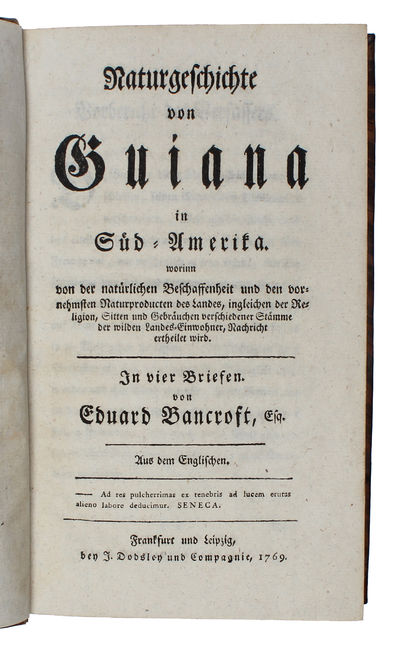 Naturgeschichte
von
Guiana
in
Süd-Amerika.
worinn
von der natürlichen Beschaffenheit und den vor-
nehmsten Naturproducten des Landes, ingleichen der Re-
ligion, Sitten und Gebräuchen verschiedener Stämme
der wilden Landes-Einwohner, Nachricht
ertheilet wird.
In vier Briefen.
von
Eduard Bancroft, Esq.
Aus dem Englischen.
—— Ad res pulcherrimas ex tenebris ad lucem erutas
alieno labore deducimur. SENECA.
Frankfurt und Leipzig,
bey J. Dodsley und Compagnie, 1769.